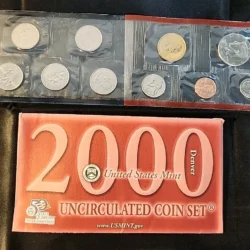 2000
Denver
United States Mint
UNCIRCULATED COIN SET
www.USMINT.gov